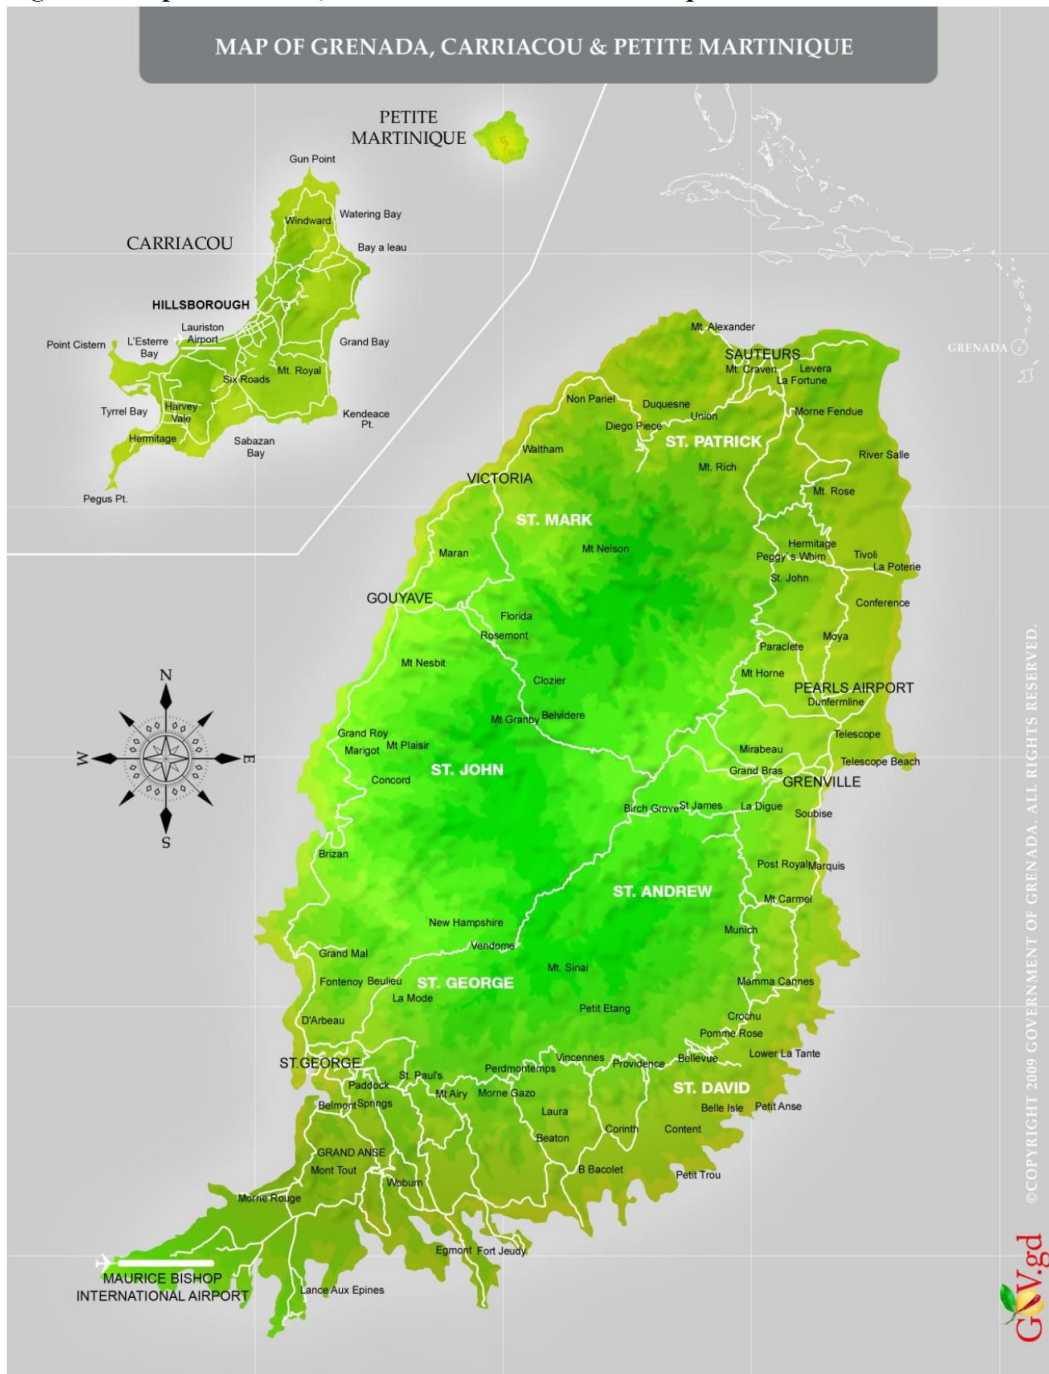 MAP OF GRENADA, CARRIACOU & PETITE MARTINIQUE
PETITE
MARTINIQUE
Gun Point
Windward
Watering Bay
CARRIACOU
Bay a leau
HILLSBOROUGH
Lauriston
Airport
Point Cistern
L'Esterre
Bay
Grand Bay
Mt. Royal
Six Roads
Tyrrel Bay
Harvey
Vale
Kendeace
Pt.
Hermitage
Sabazan
Bay
Pegus Pt.
GRENADA
Mt. Alexander
SAUTEURS
Mt. Craven
Levera
La Fortune
Non Pariel
Duquesne
Union
Morne Fendue
Diego Piece
ST. PATRICK
Waltham
River Salle
Mt. Rich
VICTORIA
Mt. Rose
ST. MARK
Maran
Mt Nelson
Hermitage
Peggy`s Whim
Tivoli
La Poterie
St. John
GOUYAVE
Conference
Florida
Rosemont
Moya
Paraclete
Mt Nesbit
Mt Horne
Clozier
PEARLS AIRPORT
Dunfermline
Mt Granby
Belvidere
Grand Roy
Marigot
Mt Plaisir
Telescope
Mirabeau
Telescope Beach
ST. JOHN
Grand Bras
Concord
GRENVILLE
Birch Grove
St James
La Digue
Soubise
Brizan
Post Royal
Marquis
ST. ANDREW
Mt Carmel
New Hampshire
Munich
Vendome
Grand Mal
Mt. Sinai
Fontenoy
Beulieu
ST. GEORGE
Mamma Cannes
La Mode
Petit Etang
D'Arbeau
Crochu
Pomme Rose
ST.GEORGE
Vincennes
Lower La Tante
Perdmontemps
Providence
Bellevue
St. Paul's
Paddock
Mt Airy
Morne Gazo
ST. DAVID
Belmont
Springs
Laura
Belle Isle
Petit Anse
Beaton
Corinth
Content
GRAND ANSE
Mont Tout
B Bacolet
Petit Trou
Woburn
Morne Rouge
Egmont
Fort Jeudy
MAURICE BISHOP
INTERNATIONAL AIRPORT
Lance Aux Epines
N
W
E
S
©COPYRIGHT 2009 GOVERNMENT OF GRENADA. ALL RIGHTS RESERVED.
GOV.gd